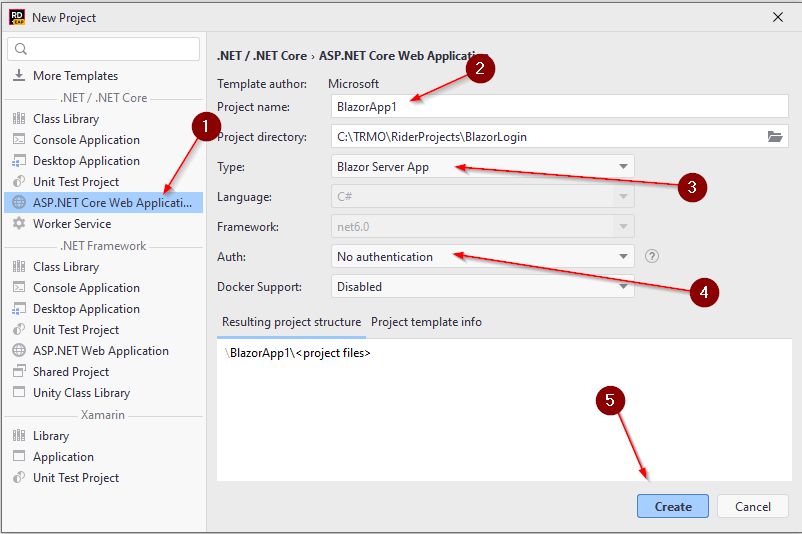 RD
EAP
New Project
More Templates
.NET / .NET Core
Class Library
Console Application
Desktop Application
Unit Test Project
ASP.NET Core Web Applicati...
Worker Service
.NET Framework
Class Library
Console Application
Desktop Application
Unit Test Project
ASP.NET Web Application
Shared Project
Unity Class Library
Xamarin
Library
Application
Unit Test Project
1
.NET / .NET Core › ASP.NET Core Web Application
2
Template author: Microsoft
Project name: BlazorApp1
Project directory: C:\TRMO\RiderProjects\BlazorLogin
Type: Blazor Server App
3
Language: C#
Framework: net6.0
Auth: No authentication ?
4
Docker Support: Disabled
Resulting project structure Project template info
\BlazorApp1\<project files>
5
Create Cancel